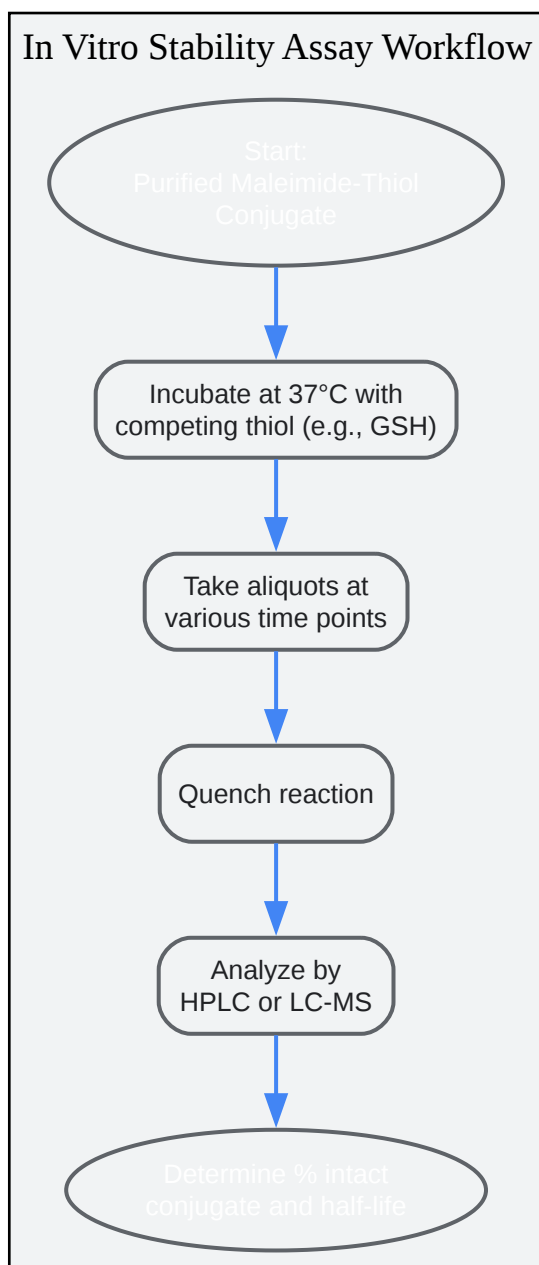 In Vitro Stability Assay Workflow
Start:
Purified Maleimide-Thiol
Conjugate
Incubate at 37°C with
competing thiol (e.g., GSH)
Take aliquots at
various time points
Quench reaction
Analyze by
HPLC or LC-MS
Determine % intact
conjugate and half-life